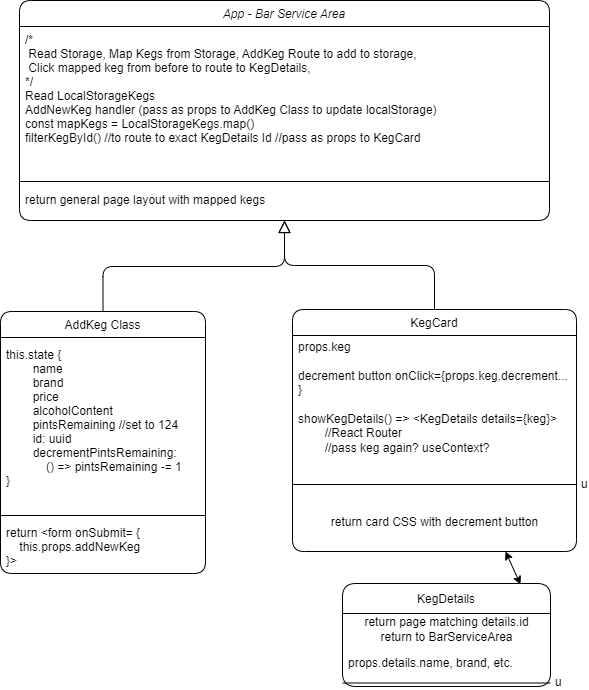 App - Bar Service Area
/*
Read Storage, Map Kegs from Storage, AddKeg Route to add to storage,
Click mapped keg from before to route to KegDetails,
*/
Read LocalStorageKegs
AddNewKeg handler (pass as props to AddKeg Class to update localStorage)
const mapKegs = LocalStorageKegs.map()
filterKegById() //to route to exact KegDetails Id //pass as props to KegCard
return general page layout with mapped kegs
AddKeg Class
this.state {
name
brand
price
alcoholContent
pintsRemaining //set to 124
id: uuid
decrementPintsRemaining:
() => pintsRemaining -= 1
}
return <form onSubmit= {
this.props.addNewKeg
}>
KegCard
props.keg
decrement button onClick={props.keg.decrement...
}
showKegDetails() => <KegDetails details={keg}>
//React Router
//pass keg again? useContext?
u
return card CSS with decrement button
KegDetails
return page matching details.id
return to BarServiceArea
props.details.name, brand, etc.
u